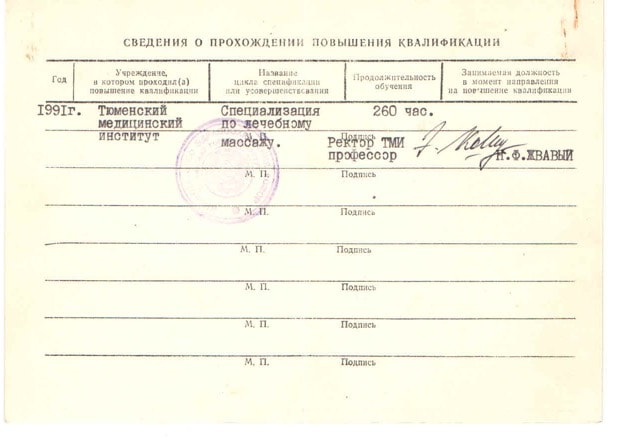 СВЕДЕНИЯ О ПРОХОЖДЕНИИ ПОВЫШЕНИЯ КВАЛИФИКАЦИИ
Год
Учреждение,
в котором проходил(а)
повышение квалификации
Название
цикла спецификации
или усовершенствования
Продолжительность
обучения
Занимаемая должность
в момент направления
на повышение квалификации
1991г. Тюменский Специализация 260 час.
медицинский по лечебному
институт М. П. Подпись
массажу. Ректор ТМИ
профессор Н.Ф.ЖВАВЫЙ
М. П. Подпись
М. П. Подпись
М. П. Подпись
М. П. Подпись
М. П. Подпись
М. П. Подпись